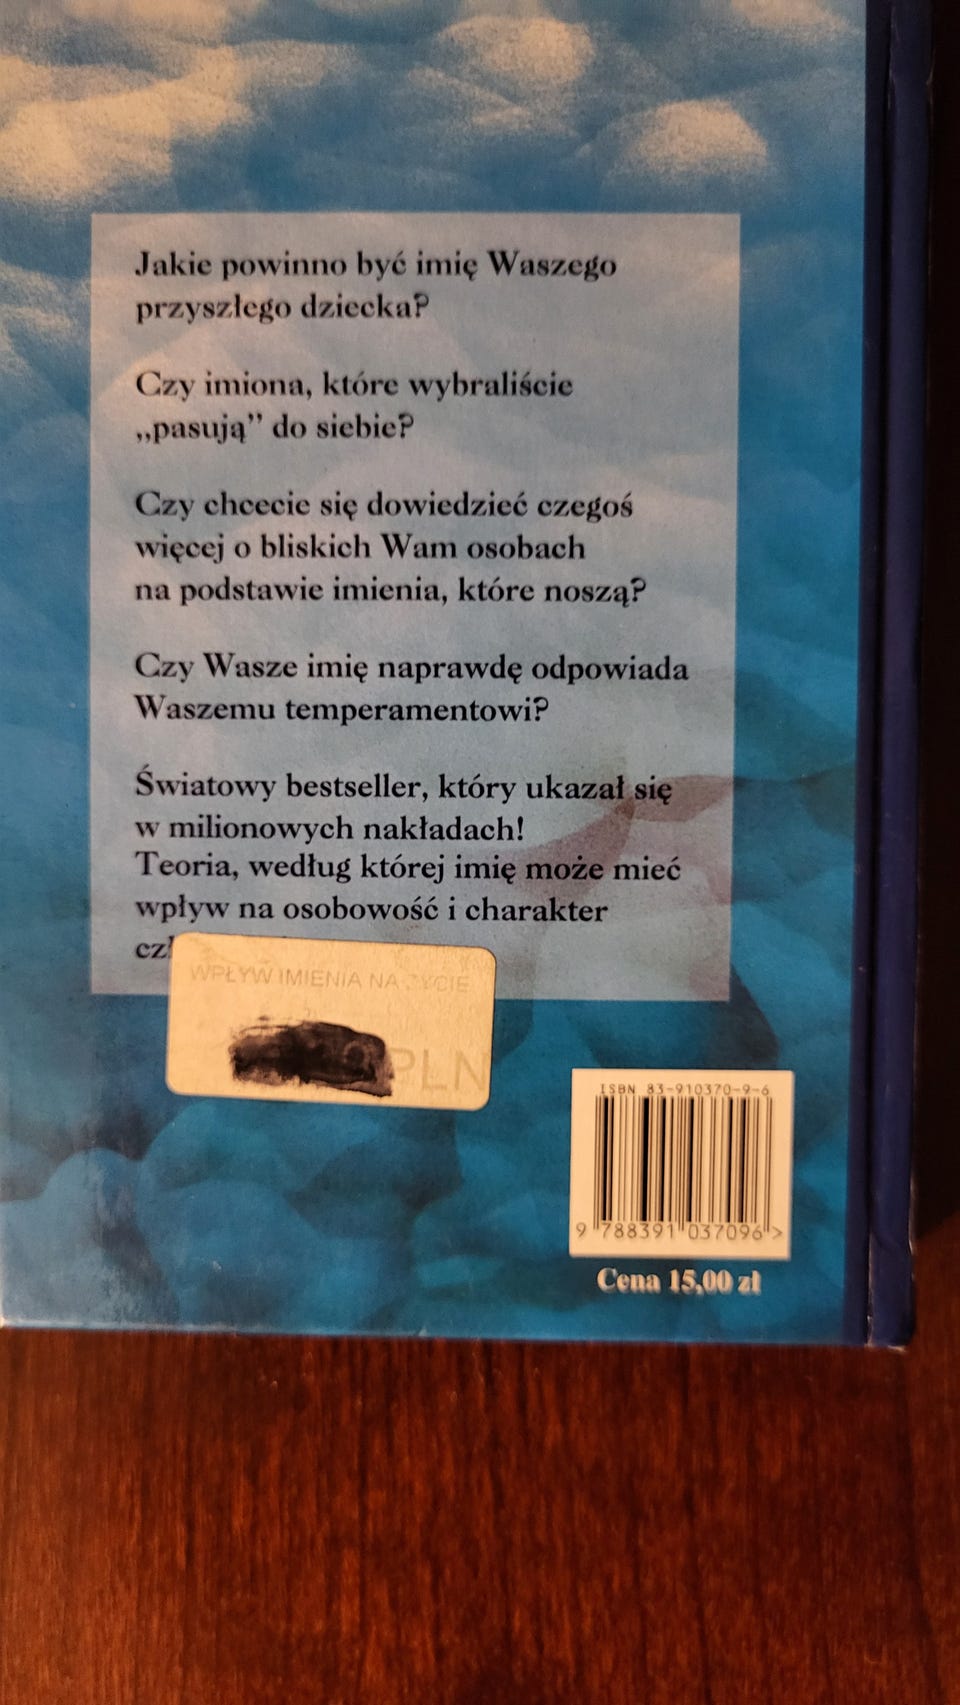 Jakie powinno być imię Waszego
przyszłego dziecka?
Czy imiona, które wybraliście
„pasują” do siebie?
Czy chcecie się dowiedzieć czegoś
więcej o bliskich Wam osobach
na podstawie imienia, które noszą?
Czy Wasze imię naprawdę odpowiada
Waszemu temperamentowi?
Światowy bestseller, który ukazał się
w milionowych nakładach!
Teoria, według której imię może mieć
wpływ na osobowość i charakter
WPŁYW IMIENIA NA ŻYCIE
PLN
ISBN 83-910370-9-6
9 788391 037096 >
Cena 15,00 zł